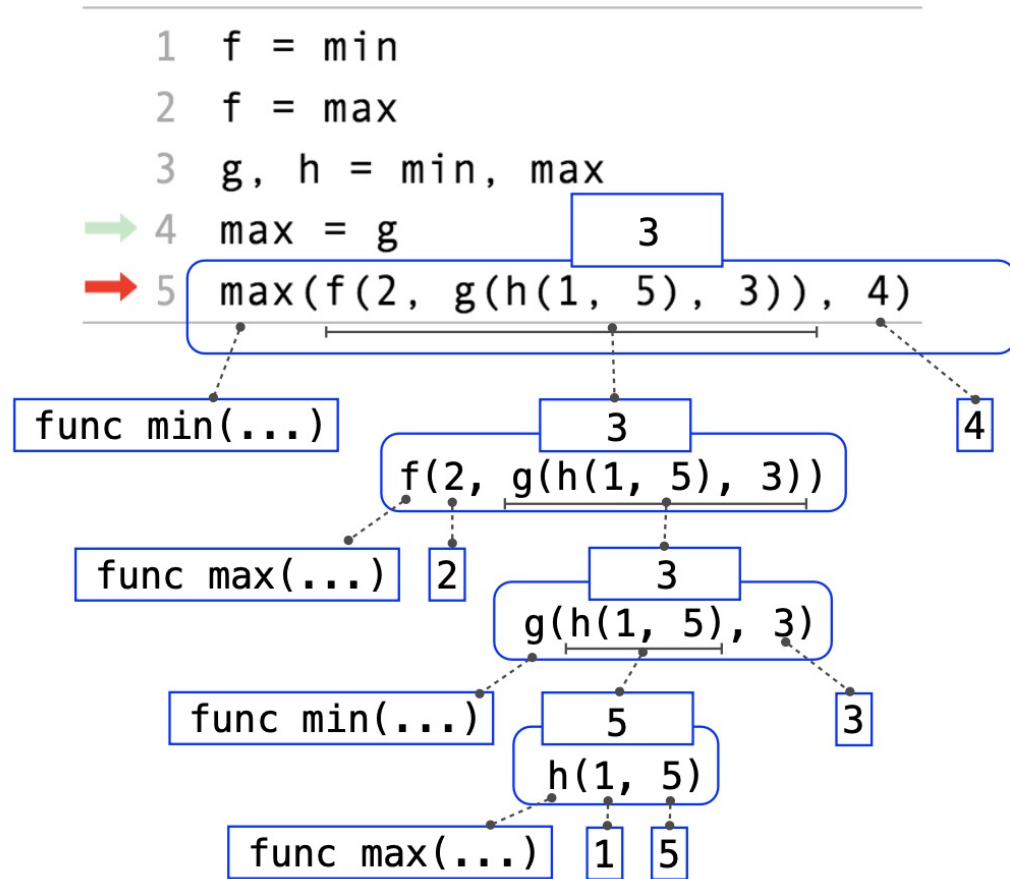 1 f = min
2 f = max
3 g, h = min, max
4 max = g
3
5 max(f(2, g(h(1, 5), 3)), 4)
func min(...)
3
4
f(2, g(h(1, 5), 3))
func max(...)
2
3
g(h(1, 5), 3)
func min(...)
5
3
h(1, 5)
func max(...)
1
5